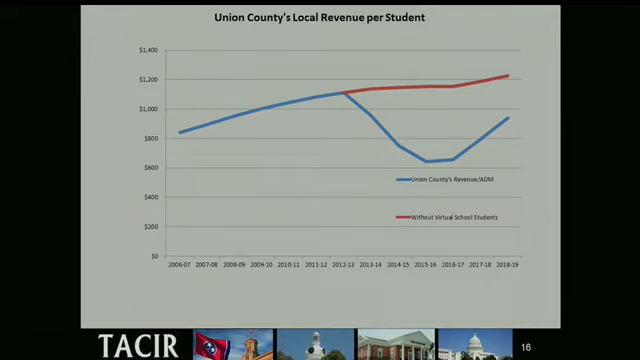 Union County's Local Revenue per Student
$1,400
$1,200
$1,000
$800
$600
$400
$200
$0
Union County's Revenue/ADM
Without Virtual School Students
2006-07 2007-08 2008-09 2009-10 2010-11 2011-12 2012-13 2013-14 2014-15 2015-16 2016-17 2017-18 2018-19
TACIR
16